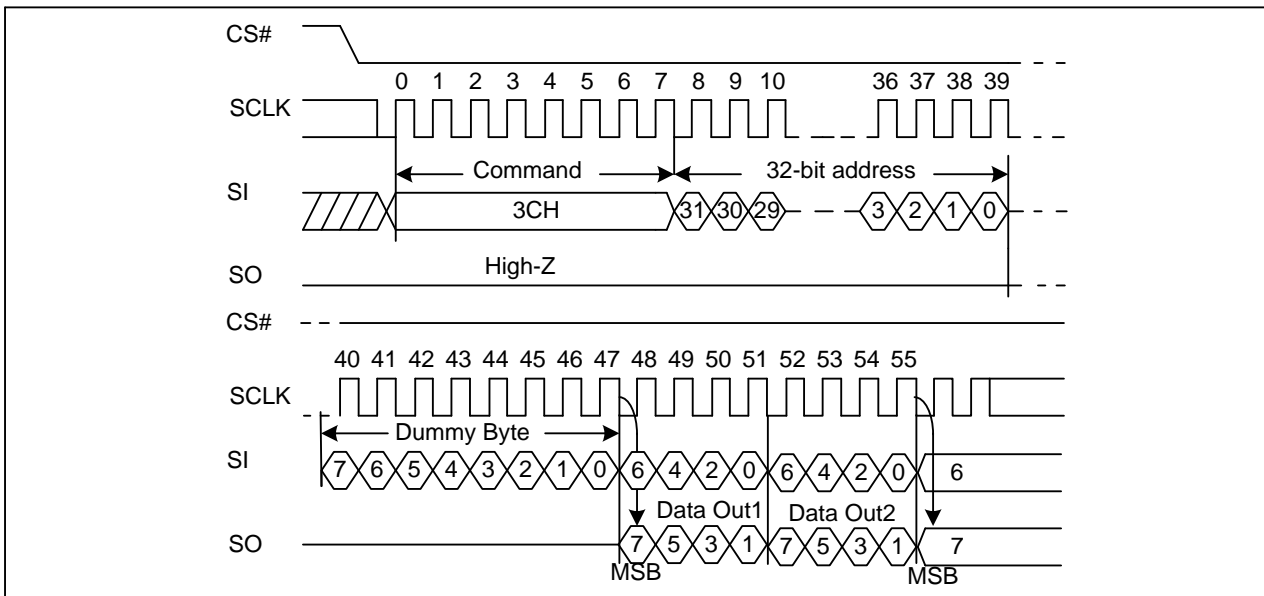 CS#
0 1 2 3 4 5 6 7 8 9 10 36 37 38 39
SCLK
Command 32-bit address
SI
3CH 31 30 29 3 2 1 0
High-Z
SO
CS#
40 41 42 43 44 45 46 47 48 49 50 51 52 53 54 55
SCLK
Dummy Byte
SI
7 6 5 4 3 2 1 0 6 4 2 0 6 4 2 0 6
Data Out1 Data Out2
SO
7 5 3 1 7 5 3 1 7
MSB MSB